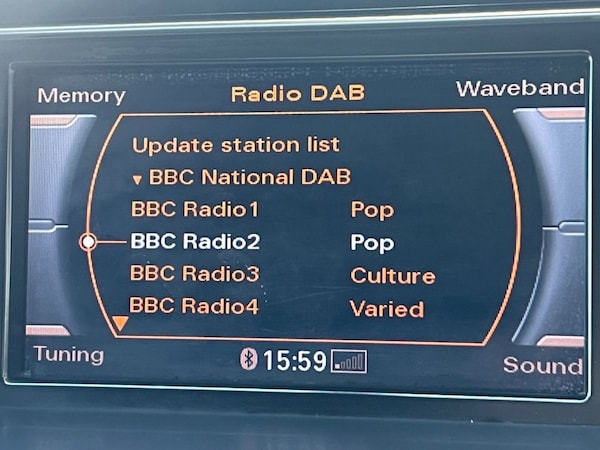 Memory Radio DAB Waveband
Update station list
▾ BBC National DAB
BBC Radio1 Pop
BBC Radio2 Pop
BBC Radio3 Culture
BBC Radio4 Varied
Tuning 15:59 Sound